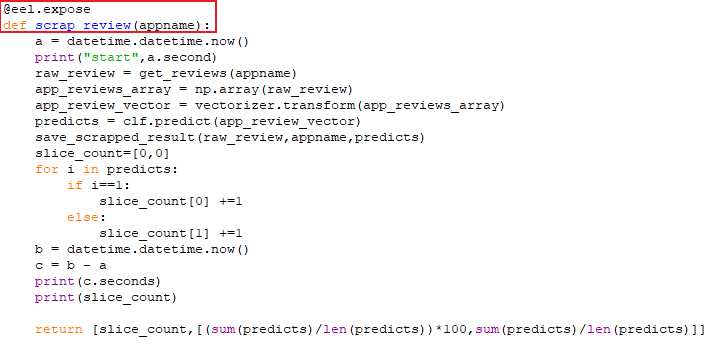 @eel.expose
def scrap_review(appname):
    a = datetime.datetime.now()
    print("start",a.second)
    raw_review = get_reviews(appname)
    app_reviews_array = np.array(raw_review)
    app_review_vector = vectorizer.transform(app_reviews_array)
    predicts = clf.predict(app_review_vector)
    save_scrapped_result(raw_review,appname,predicts)
    slice_count=[0,0]
    for i in predicts:
        if i==1:
            slice_count[0] +=1
        else:
            slice_count[1] +=1
    b = datetime.datetime.now()
    c = b - a
    print(c.seconds)
    print(slice_count)
    return [slice_count,[(sum(predicts)/len(predicts))*100,sum(predicts)/len(predicts)]]